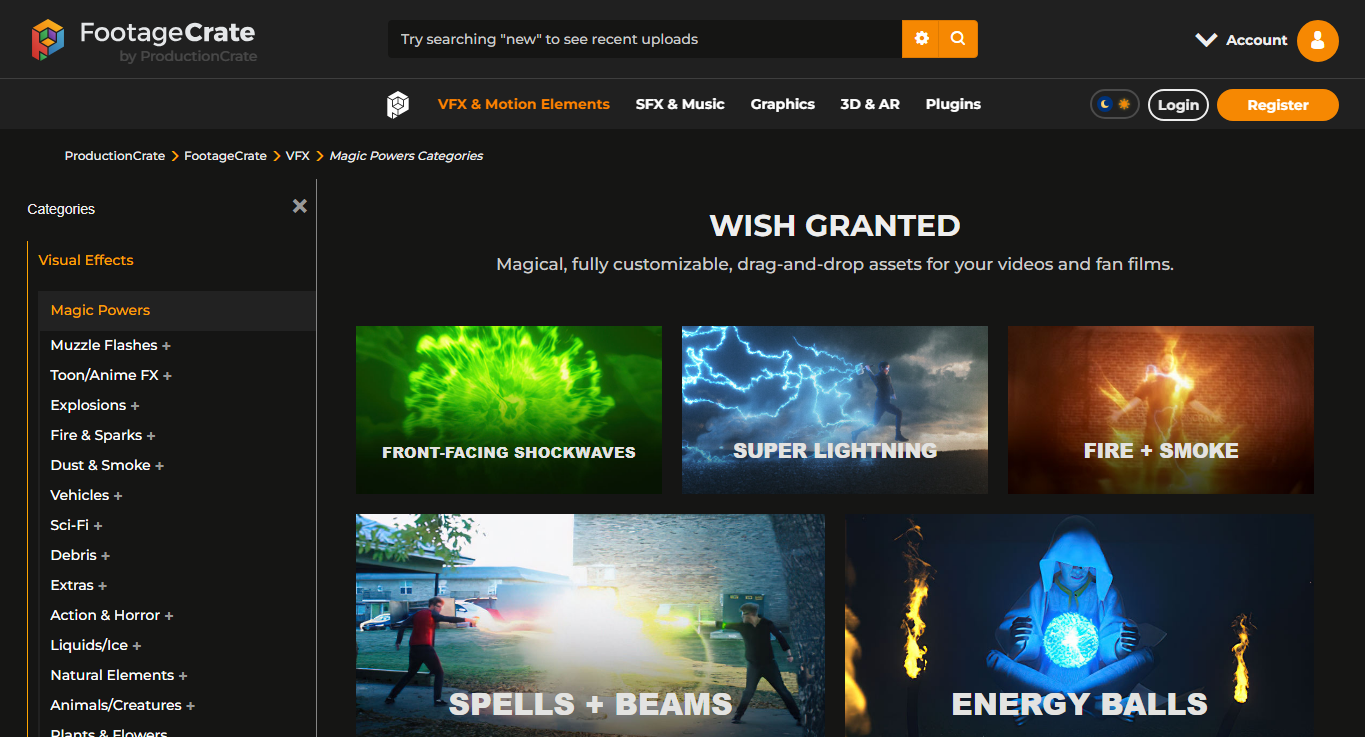 FootageCrate
by ProductionCrate
Try searching "new" to see recent uploads
Account
VFX & Motion Elements
SFX & Music
Graphics
3D & AR
Plugins
Login
Register
ProductionCrate
FootageCrate
VFX
Magic Powers Categories
Categories
Visual Effects
Magic Powers
Muzzle Flashes +
Toon/Anime FX +
Explosions +
Fire & Sparks +
Dust & Smoke +
Vehicles +
Sci-Fi +
Debris +
Extras +
Action & Horror +
Liquids/Ice +
Natural Elements +
Animals/Creatures +
Plants & Flowers
WISH GRANTED
Magical, fully customizable, drag-and-drop assets for your videos and fan films.
FRONT-FACING SHOCKWAVES
SUPER LIGHTNING
FIRE + SMOKE
SPELLS + BEAMS
ENERGY BALLS